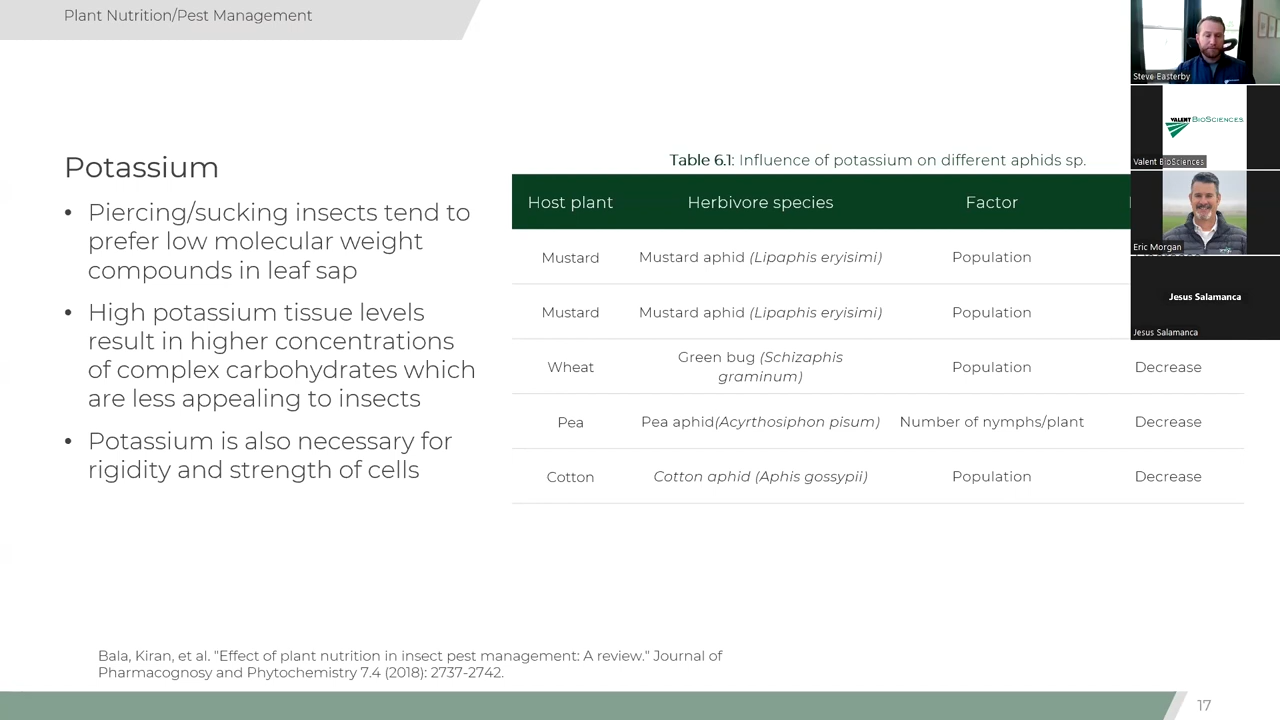 Plant Nutrition/Pest Management
Potassium
• Piercing/sucking insects tend to
prefer low molecular weight
compounds in leaf sap
• High potassium tissue levels
result in higher concentrations
of complex carbohydrates which
are less appealing to insects
• Potassium is also necessary for
rigidity and strength of cells
Table 6.1: Influence of potassium on different aphids sp.
Host plant Herbivore species Factor
Mustard Mustard aphid (Lipaphis eryisimi) Population
Mustard Mustard aphid (Lipaphis eryisimi) Population
Wheat Green bug (Schizaphis
graminum) Population Decrease
Pea Pea aphid(Acyrthosiphon pisum) Number of nymphs/plant Decrease
Cotton Cotton aphid (Aphis gossypii) Population Decrease
Bala, Kiran, et al. "Effect of plant nutrition in insect pest management: A review." Journal of
Pharmacognosy and Phytochemistry 7.4 (2018): 2737-2742.
17
Steve Easterby
VALENT BIOSCIENCES
Valent BioSciences
Eric Morgan
Jesus Salamanca
Jesus Salamanca